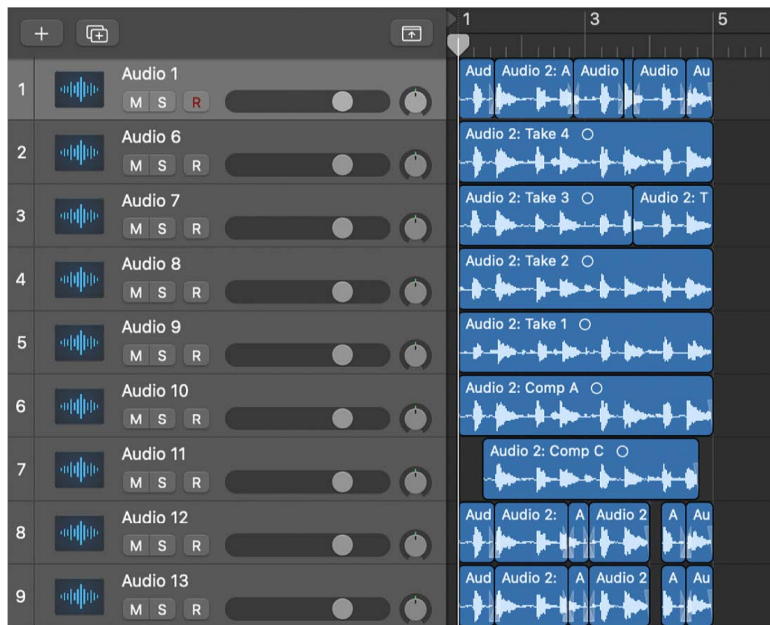 1 3 5
1 Audio 1 Aud Audio 2: A Audio Audio Au
M S R
2 Audio 6 Audio 2: Take 4
M S R
3 Audio 7 Audio 2: Take 3 Audio 2: T
M S R
4 Audio 8 Audio 2: Take 2
M S R
5 Audio 9 Audio 2: Take 1
M S R
6 Audio 10 Audio 2: Comp A
M S R
7 Audio 11 Audio 2: Comp C
M S R
8 Audio 12 Aud Audio 2: A Audio 2 A Au
M S R
9 Audio 13 Aud Audio 2: A Audio 2 A Au
M S R